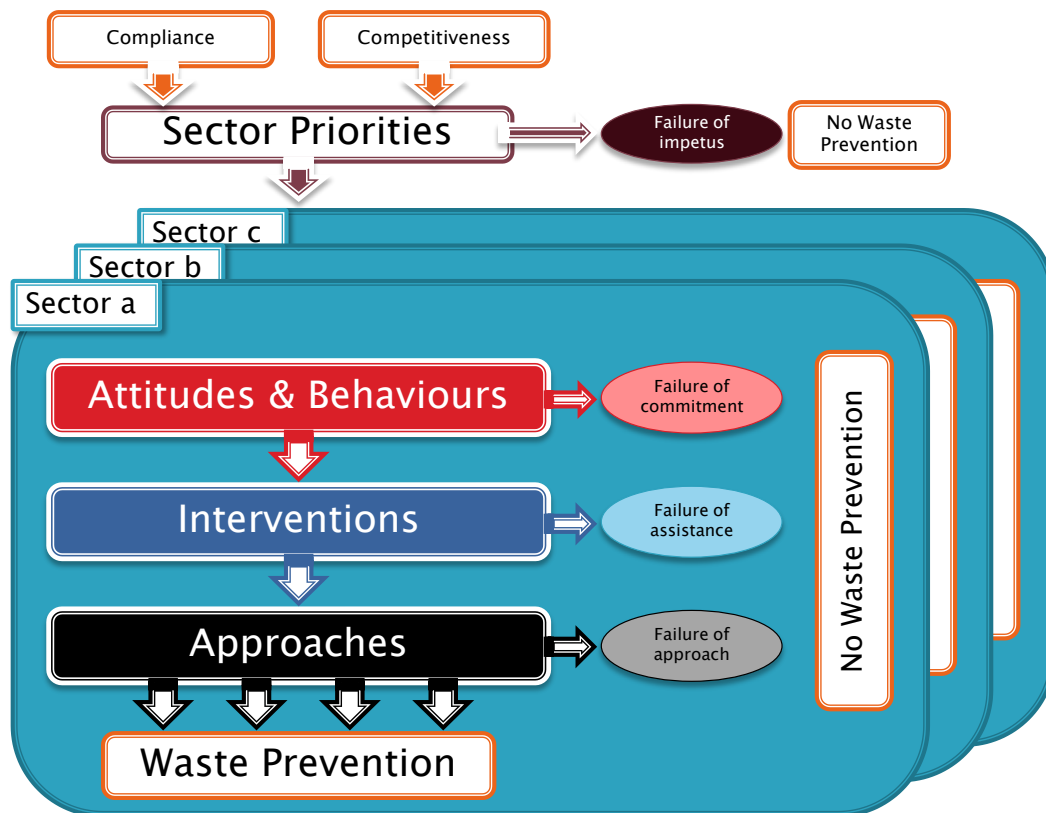 Compliance
Competitiveness
Sector Priorities
Failure of
impetus
No Waste
Prevention
Sector c
Sector b
Sector a
Attitudes & Behaviours
Failure of
commitment
Interventions
Failure of
assistance
Approaches
Failure of
approach
No Waste Prevention
Waste Prevention